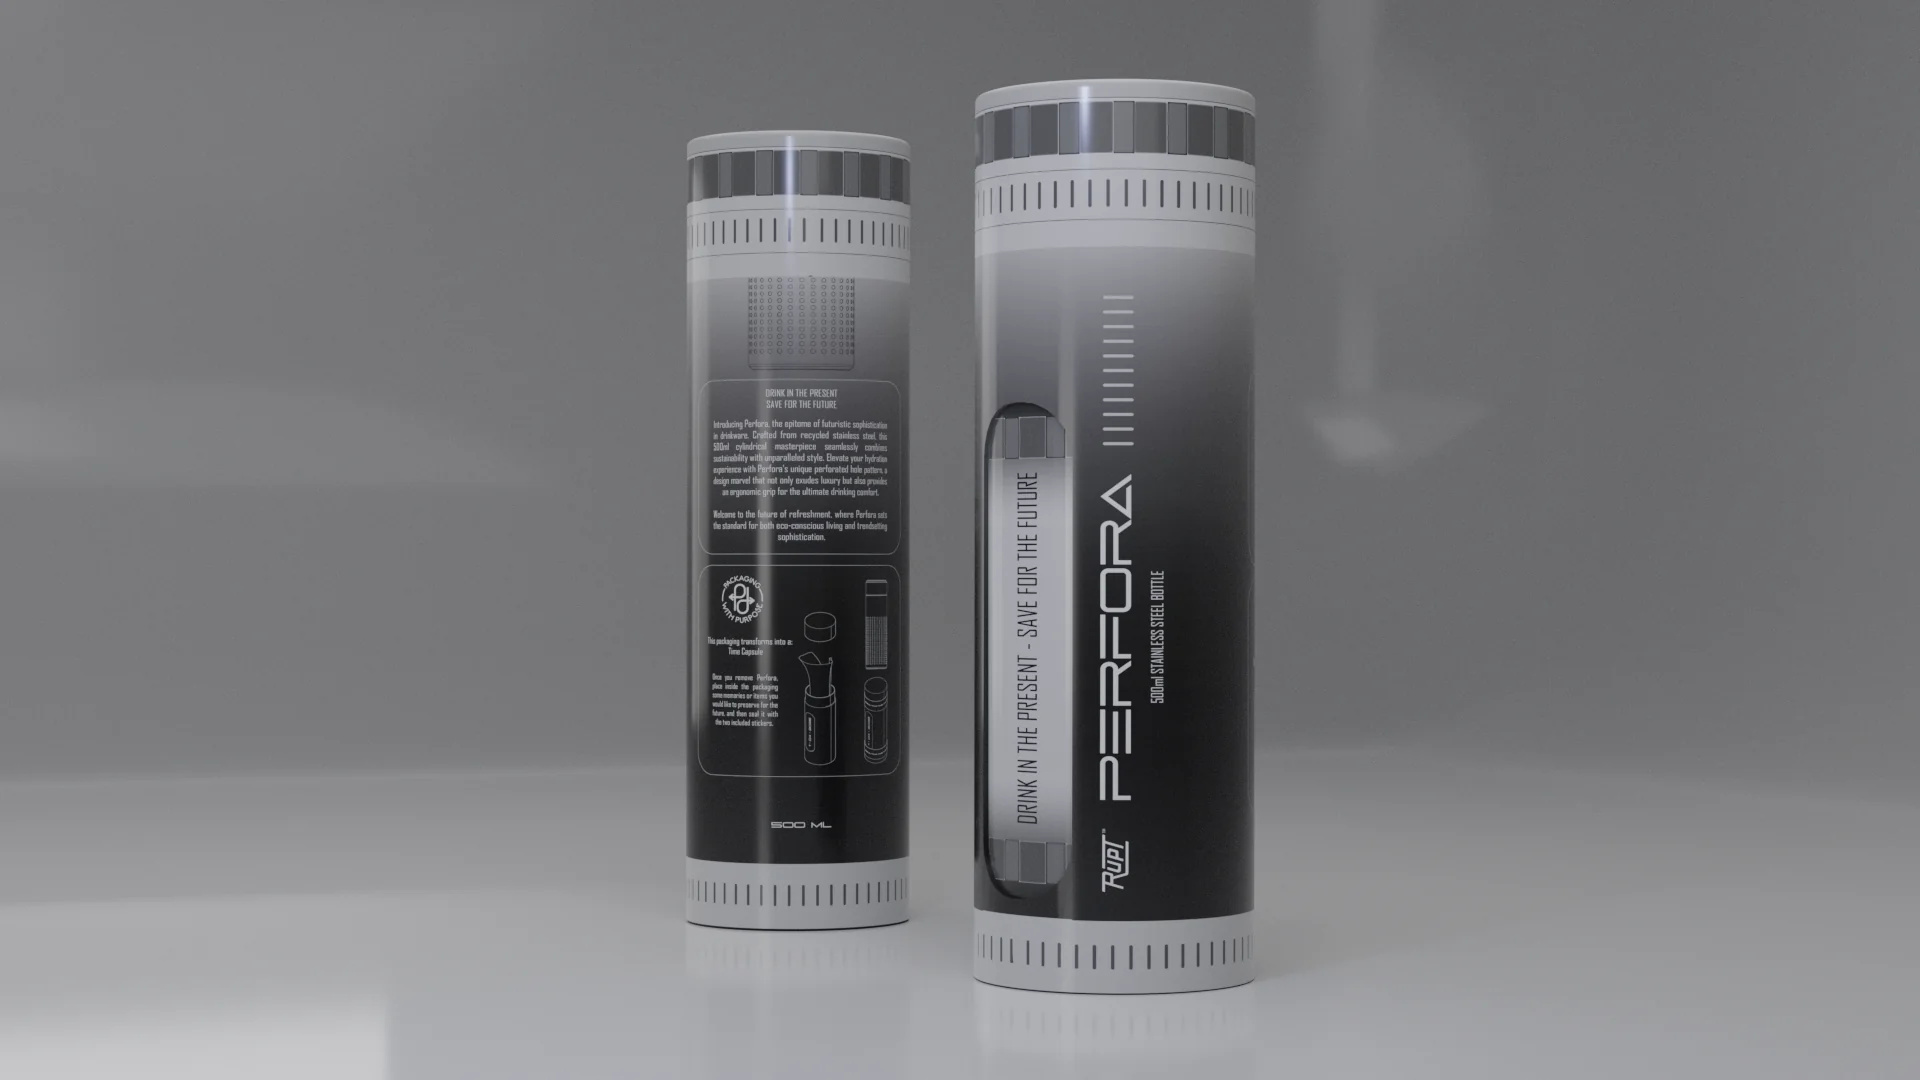 DRINK IN THE PRESENT
SAVE FOR THE FUTURE
Introducing Perfora, the epitome of futuristic sophistication
in drinkware. Crafted from recycled stainless steel, this
500ml cylindrical masterpiece seamlessly combines
sustainability with unparalleled style. Elevate your hydration
experience with Perfora's unique perforated hole pattern, a
design marvel that not only exudes luxury but also provides
an ergonomic grip for the ultimate drinking comfort.
Welcome to the future of refreshment, where Perfora sets
the standard for both eco-conscious living and trendsetting
sophistication.
PACKAGING
WITH PURPOSE
This packaging transforms into a:
Time Capsule
Once you remove Perfora,
place inside the packaging
some memories or items you
would like to preserve for the
future, and then seal it with
the two included stickers.
500 ML
DRINK IN THE PRESENT - SAVE FOR THE FUTURE
RUPT™
PERFORA
500ml STAINLESS STEEL BOTTLE